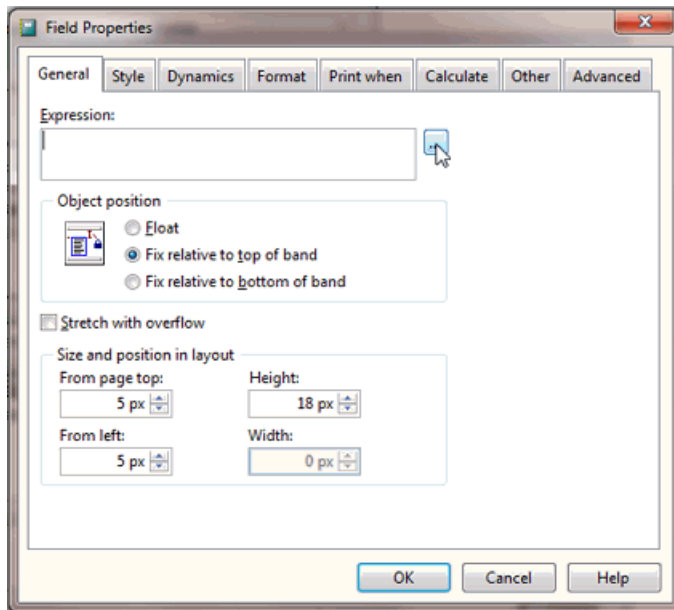 Field Properties
General Style Dynamics Format Print when Calculate Other Advanced
Expression:
...
Object position
Float
Fix relative to top of band
Fix relative to bottom of band
Stretch with overflow
Size and position in layout
From page top: Height:
5 px 18 px
From left: Width:
5 px 0 px
OK Cancel Help